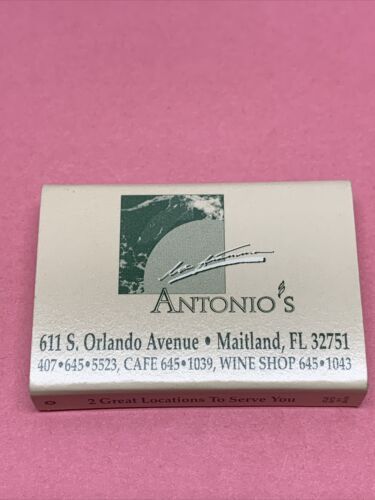 ANTONIO'S
611 S. Orlando Avenue • Maitland, FL 32751
407•645•5523, CAFE 645•1039, WINE SHOP 645•1043
2 Great Locations To Serve You